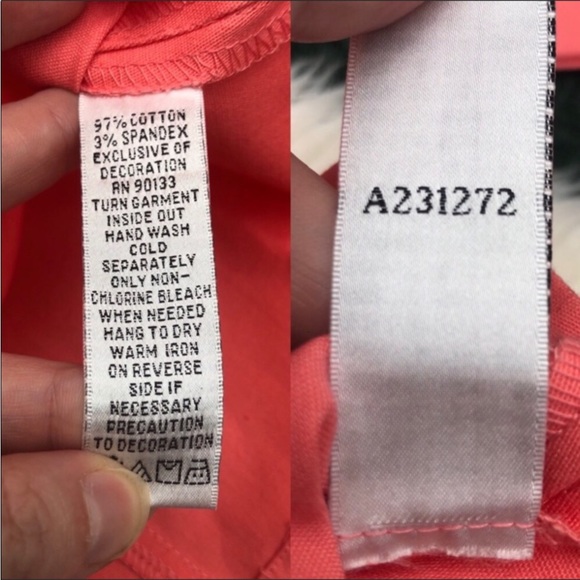 97% COTTON
3% SPANDEX
EXCLUSIVE OF
DECORATION
RN 90133
TURN GARMENT
INSIDE OUT
HAND WASH
COLD
SEPARATELY
ONLY NON-
CHLORINE BLEACH
WHEN NEEDED
HANG TO DRY
WARM IRON
ON REVERSE
SIDE IF
NECESSARY
PRECAUTION
TO DECORATION
A231272